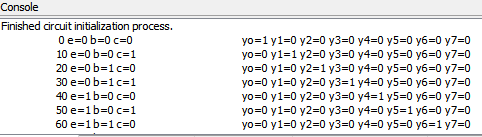 Console
Finished circuit initialization process.
0 e=0 b=0 c=0 yo=1 y1=0 y2=0 y3=0 y4=0 y5=0 y6=0 y7=0
10 e=0 b=0 c=1 yo=0 y1=1 y2=0 y3=0 y4=0 y5=0 y6=0 y7=0
20 e=0 b=1 c=0 yo=0 y1=0 y2=1 y3=0 y4=0 y5=0 y6=0 y7=0
30 e=0 b=1 c=1 yo=0 y1=0 y2=0 y3=1 y4=0 y5=0 y6=0 y7=0
40 e=1 b=0 c=0 yo=0 y1=0 y2=0 y3=0 y4=1 y5=0 y6=0 y7=0
50 e=1 b=0 c=1 yo=0 y1=0 y2=0 y3=0 y4=0 y5=1 y6=0 y7=0
60 e=1 b=1 c=0 yo=0 y1=0 y2=0 y3=0 y4=0 y5=0 y6=1 y7=0